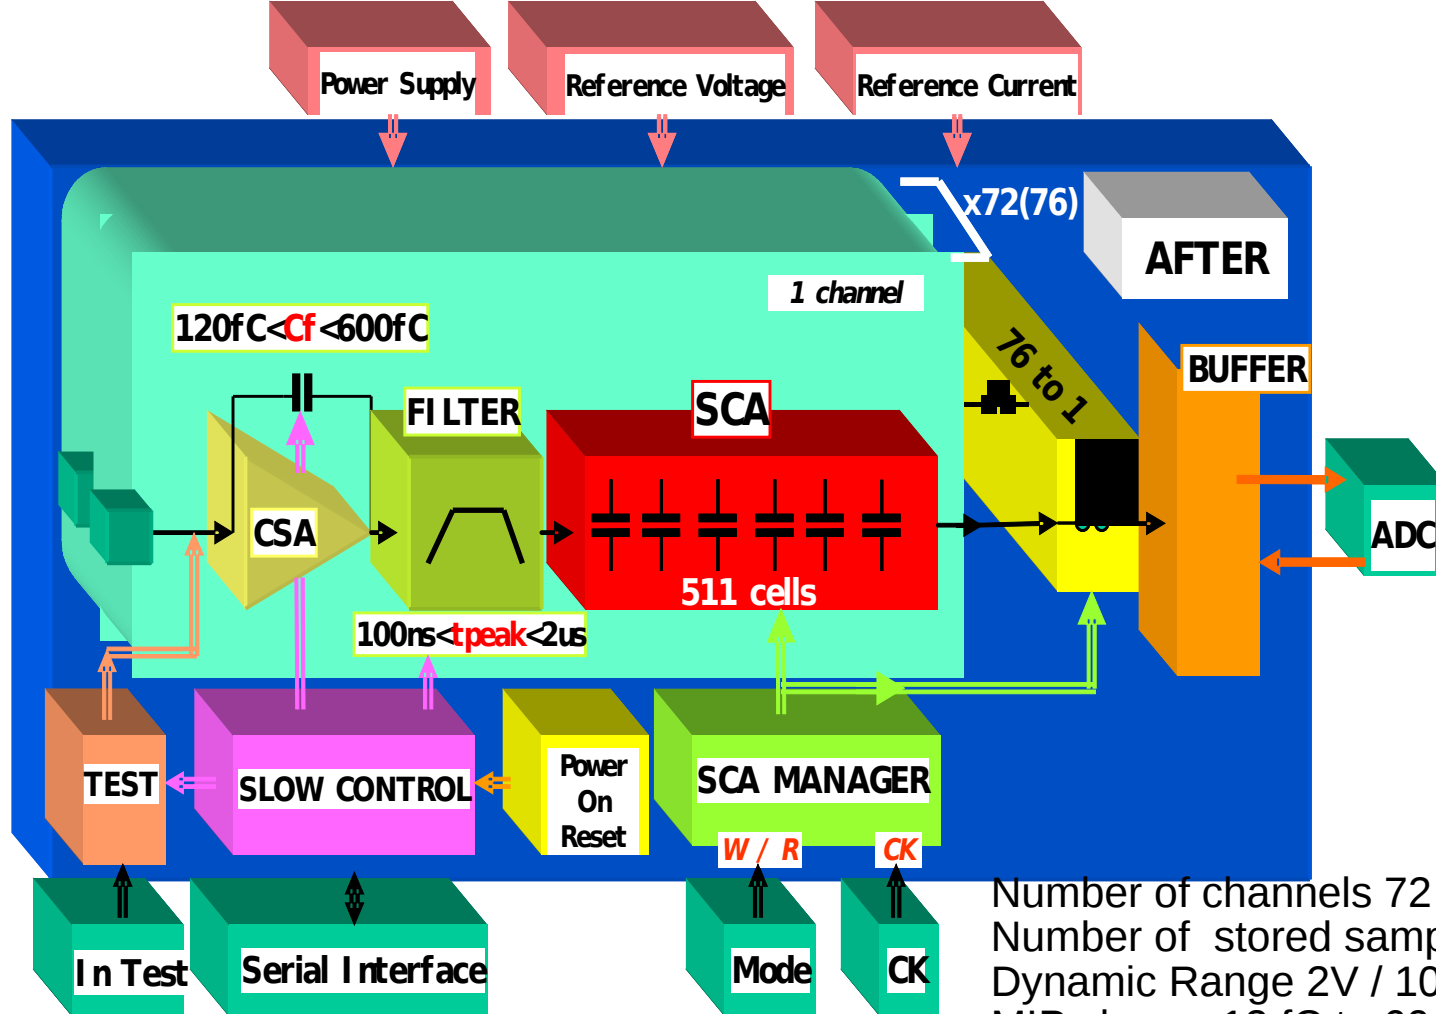 Power Supply
Reference Voltage
Reference Current
x72(76)
AFTER
1 channel
120fC<Cf<600fC
76 to 1
BUFFER
FILTER
SCA
CSA
ADC
511 cells
100ns<tpeak<2us
TEST
SLOW CONTROL
Power
On
Reset
SCA MANAGER
W / R
CK
In Test
Serial Interface
Mode
CK
Number of channels 72
Number of stored
Dynamic Range 2V / 10